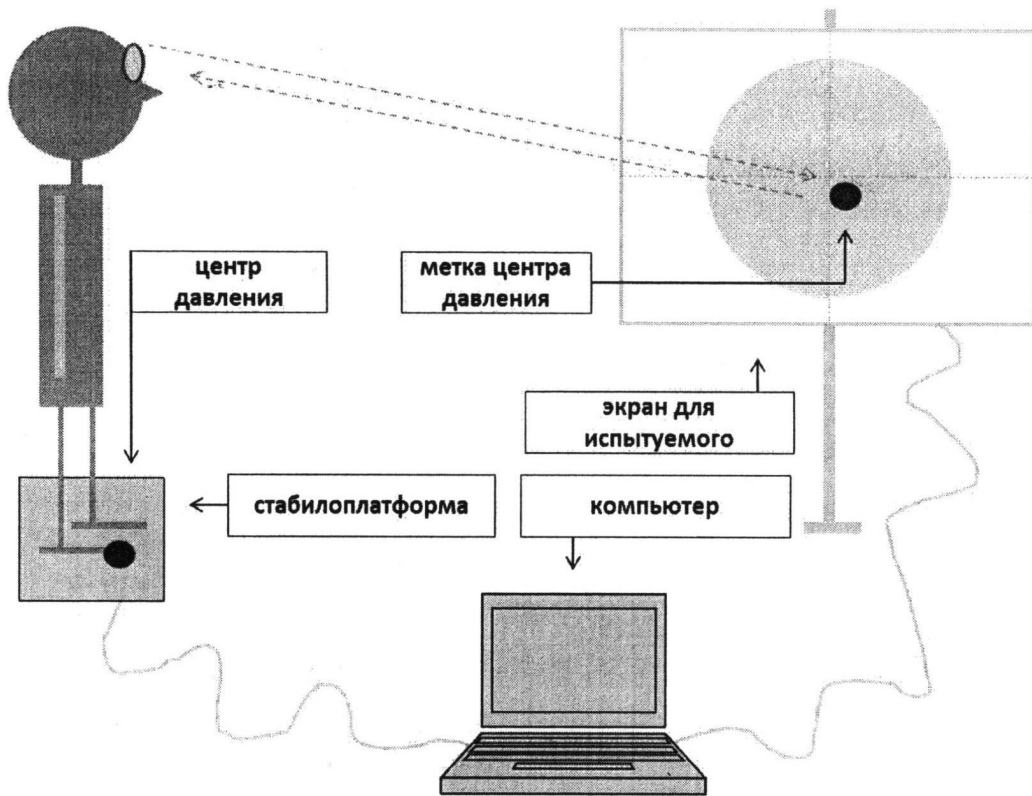 центр
давления
метка центра
давления
экран для
испытуемого
стабилоплатформа
компьютер